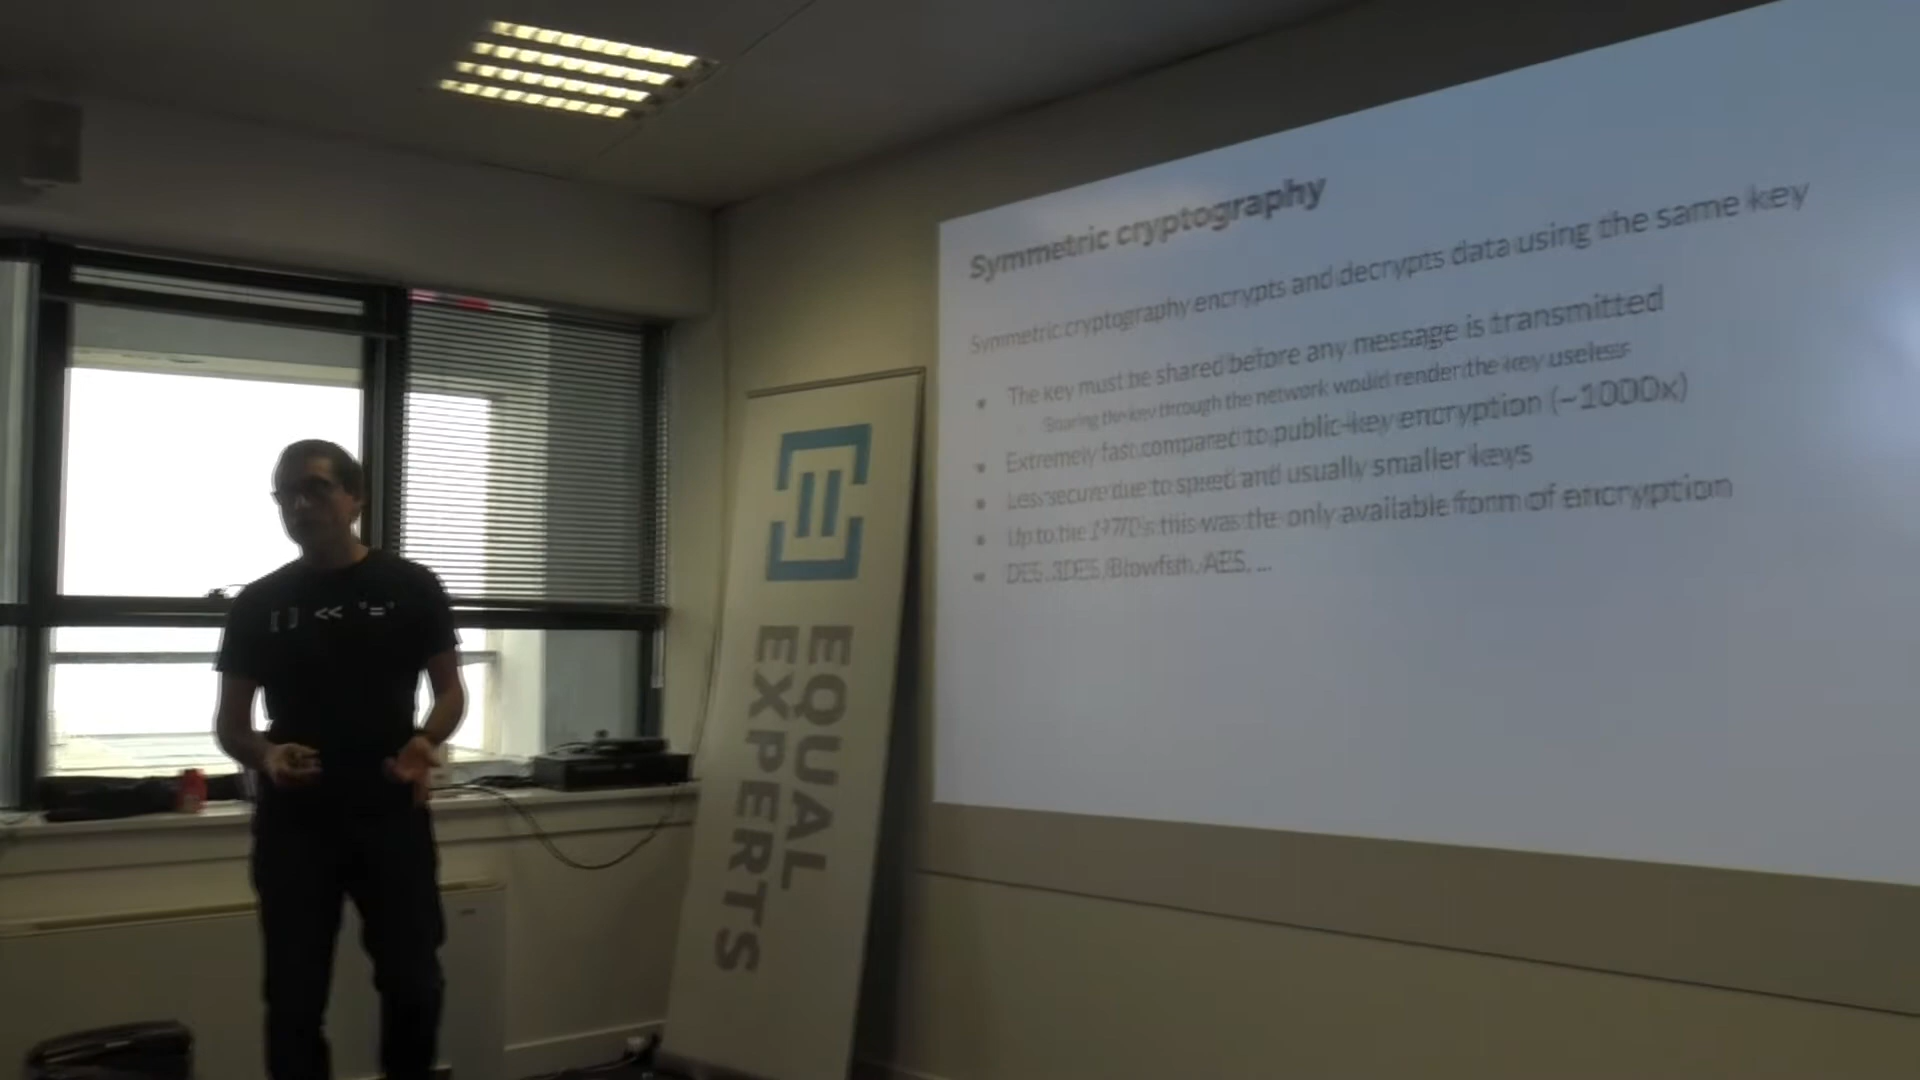 Symmetric cryptography
Symmetric cryptography encrypts and decrypts data using the same key
The key must be shared before any message is transmitted
Sharing the key through the network would render the key useless
Extremely fast compared to public-key encryption (~1000x)
Less secure due to speed and usually smaller keys
Up to the 1970's this was the only available form of encryption
DES, 3DES, Blowfish, AES, ...
[ ] << '='
EQUAL
EXPERTS